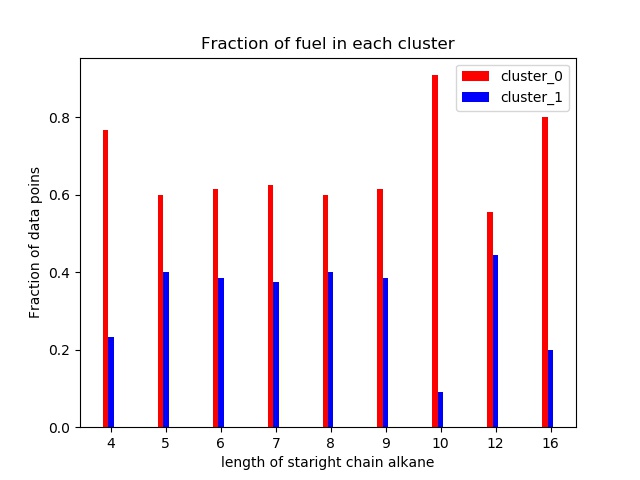 Fraction of fuel in each cluster
cluster_0
cluster_1
Fraction of data poins
0.8
0.6
0.4
0.2
0.0
4 5 6 7 8 9 10 12 16
length of staright chain alkane